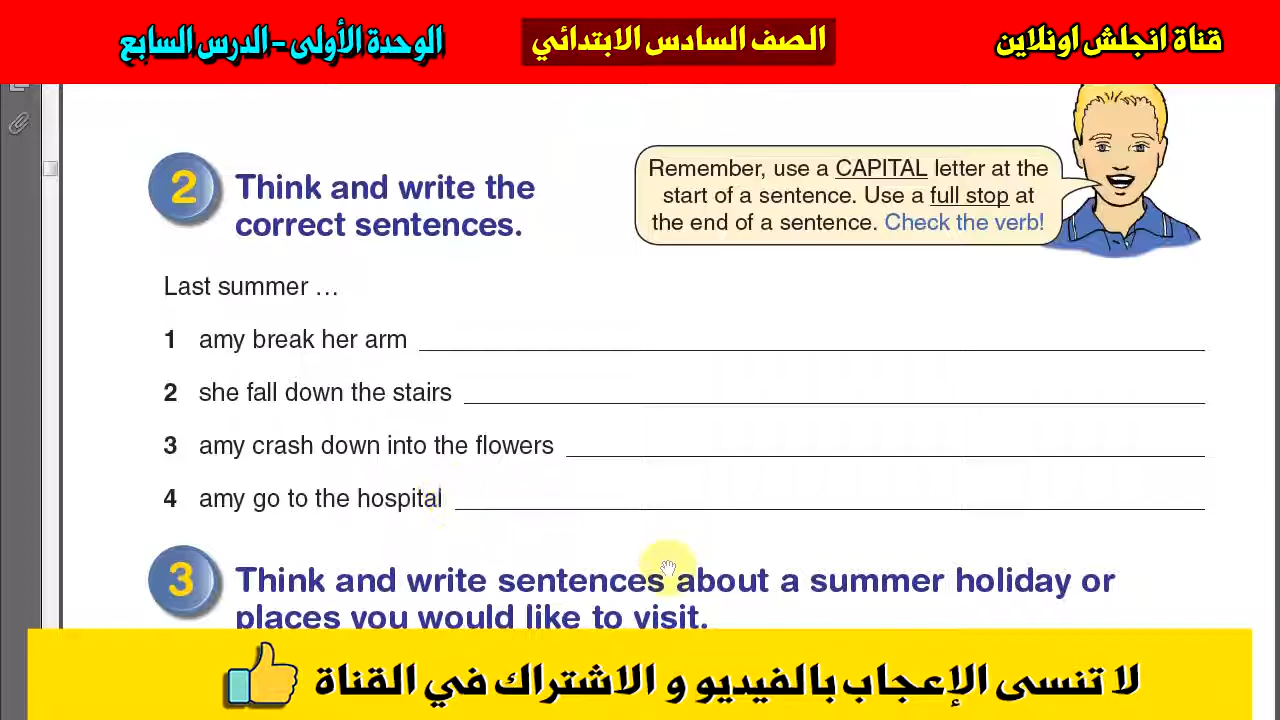 قناة انجلش اونلاين
الصف السادس الابتدائي
الوحدة الأولى - الدرس السابع
2 Think and write the
correct sentences.
Remember, use a CAPITAL letter at the
start of a sentence. Use a full stop at
the end of a sentence. Check the verb!
Last summer …
1 amy break her arm
2 she fall down the stairs
3 amy crash down into the flowers
4 amy go to the hospital
3 Think and write sentences about a summer holiday or
places you would like to visit.
لا تنسى الإعجاب بالفيديو و الاشتراك في القناة